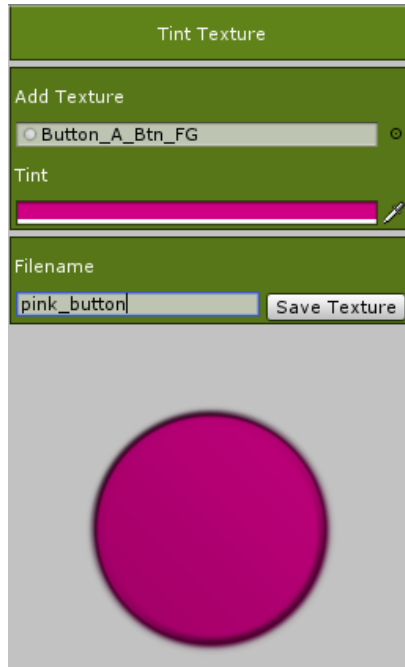 Tint Texture
Add Texture
Button_A_Btn_FG
Tint
Filename
pink_button
Save Texture